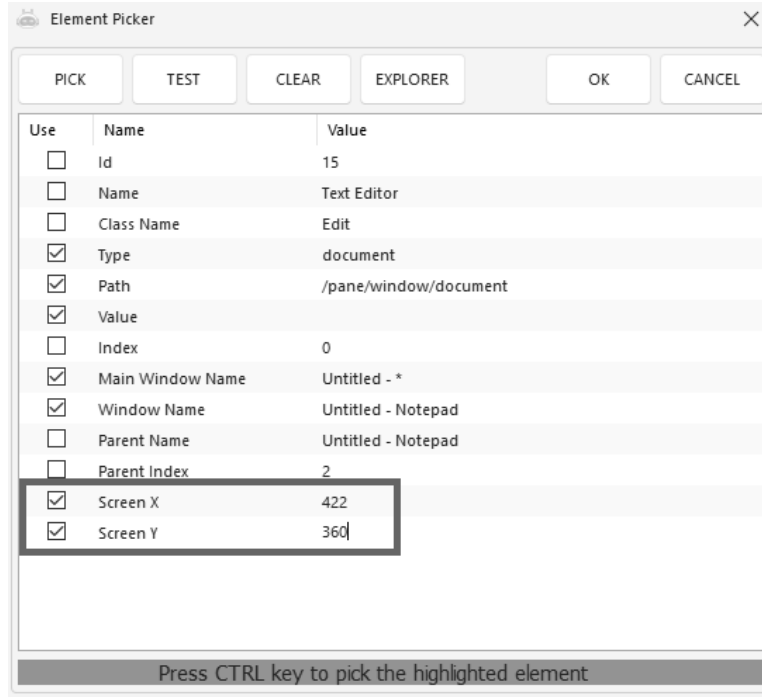 Element Picker
PICK TEST CLEAR EXPLORER OK CANCEL
Use Name Value
Id 15
Name Text Editor
Class Name Edit
Type document
Path /pane/window/document
Value
Index 0
Main Window Name Untitled - *
Window Name Untitled - Notepad
Parent Name Untitled - Notepad
Parent Index 2
Screen X 422
Screen Y 360
Press CTRL key to pick the highlighted element